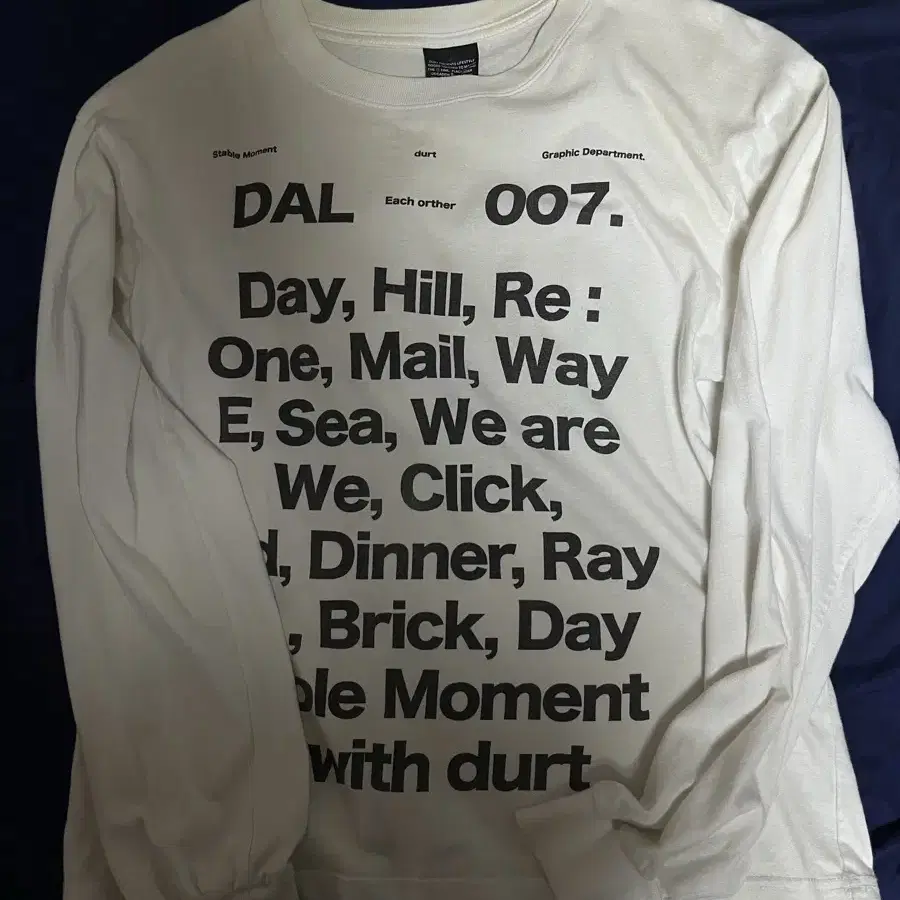 Stable Moment durt Graphic Department.
DAL Each orther 007.
Day, Hill, Re :
One, Mail, Way
E, Sea, We are
We, Click,
d, Dinner, Ray
, Brick, Day
ble Moment
with durt